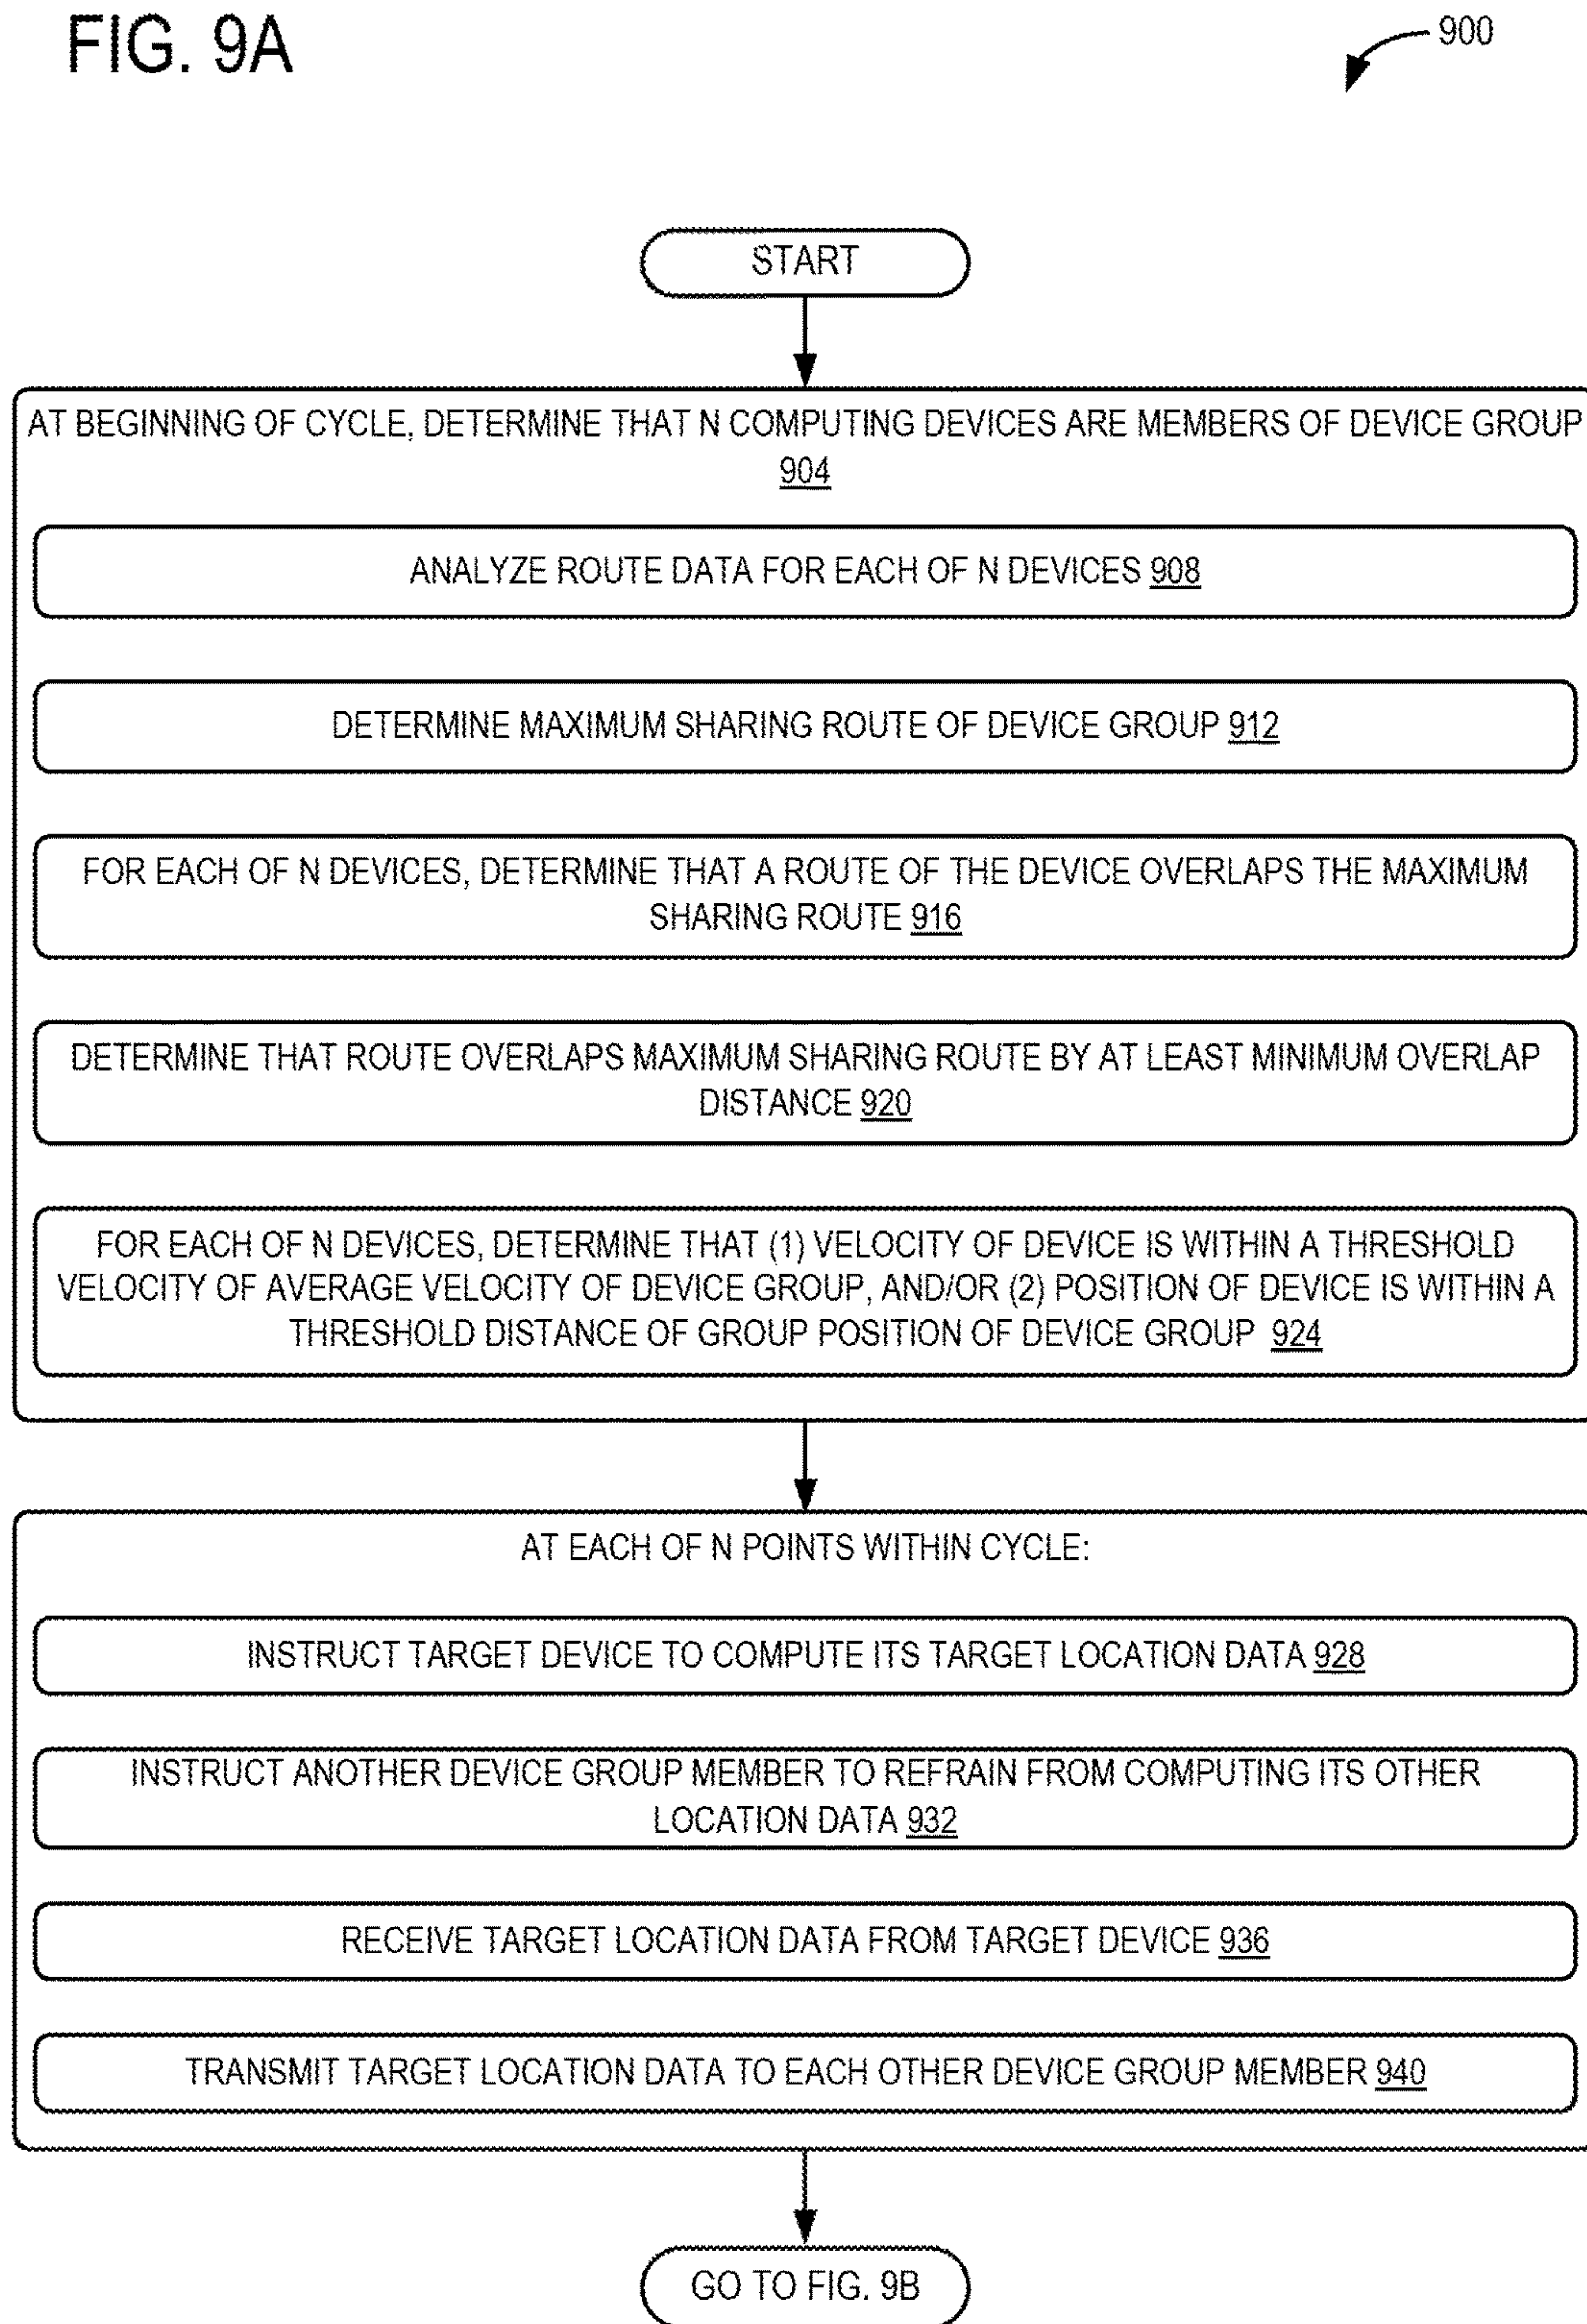 FIG. 9A
900
START
AT BEGINNING OF CYCLE, DETERMINE THAT N COMPUTING DEVICES ARE MEMBERS OF DEVICE GROUP
904
ANALYZE ROUTE DATA FOR EACH OF N DEVICES 908
DETERMINE MAXIMUM SHARING ROUTE OF DEVICE GROUP 912
FOR EACH OF N DEVICES, DETERMINE THAT A ROUTE OF THE DEVICE OVERLAPS THE MAXIMUM
SHARING ROUTE 916
DETERMINE THAT ROUTE OVERLAPS MAXIMUM SHARING ROUTE BY AT LEAST MINIMUM OVERLAP
DISTANCE 920
FOR EACH OF N DEVICES, DETERMINE THAT (1) VELOCITY OF DEVICE IS WITHIN A THRESHOLD
VELOCITY OF AVERAGE VELOCITY OF DEVICE GROUP, AND/OR (2) POSITION OF DEVICE IS WITHIN A
THRESHOLD DISTANCE OF GROUP POSITION OF DEVICE GROUP 924
AT EACH OF N POINTS WITHIN CYCLE:
INSTRUCT TARGET DEVICE TO COMPUTE ITS TARGET LOCATION DATA 928
INSTRUCT ANOTHER DEVICE GROUP MEMBER TO REFRAIN FROM COMPUTING ITS OTHER
LOCATION DATA 932
RECEIVE TARGET LOCATION DATA FROM TARGET DEVICE 936
TRANSMIT TARGET LOCATION DATA TO EACH OTHER DEVICE GROUP MEMBER 940
GO TO FIG. 9B